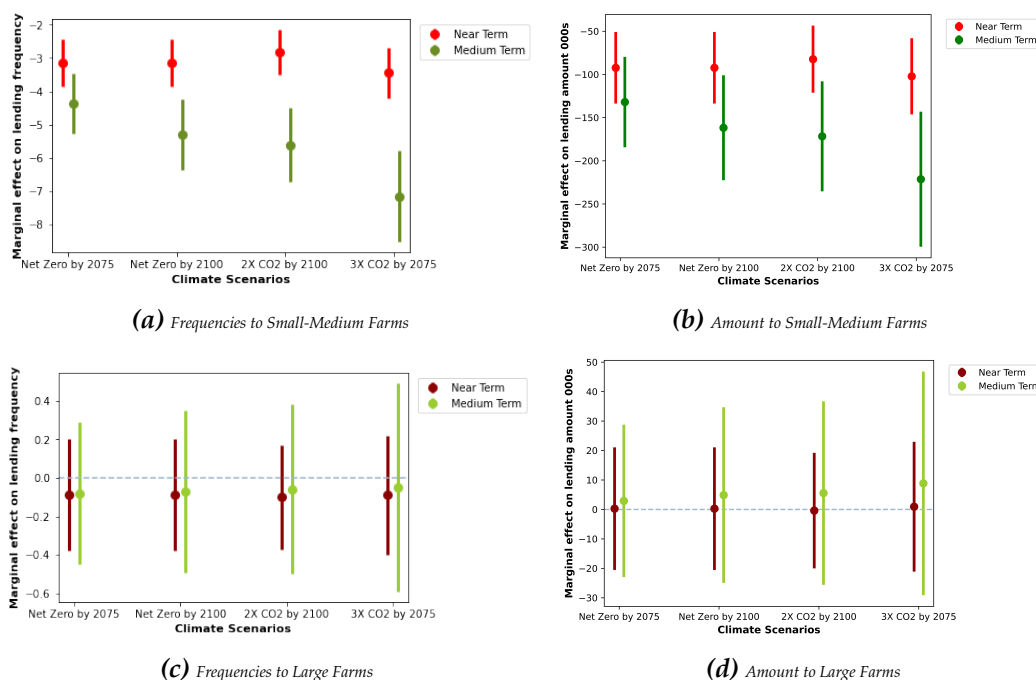 Marginal effect on lending frequency
−2
−3
−4
−5
−6
−7
−8
Near Term
Medium Term
Net Zero by 2075 Net Zero by 2100 2X CO2 by 2100 3X CO2 by 2075
Climate Scenarios
(a) Frequencies to Small-Medium Farms
Marginal effect on lending amount 000s
−50
−100
−150
−200
−250
−300
Near Term
Medium Term
Net Zero by 2075 Net Zero by 2100 2X CO2 by 2100 3X CO2 by 2075
Climate Scenarios
(b) Amount to Small-Medium Farms
Marginal effect on lending frequency
0.4
0.2
0.0
−0.2
−0.4
−0.6
Near Term
Medium Term
Net Zero by 2075 Net Zero by 2100 2X CO2 by 2100 3X CO2 by 2075
Climate Scenarios
(c) Frequencies to Large Farms
Marginal effect on lending amount 000s
50
40
30
20
10
0
−10
−20
−30
Near Term
Medium Term
Net Zero by 2075 Net Zero by 2100 2X CO2 by 2100 3X CO2 by 2075
Climate Scenarios
(d) Amount to Large Farms